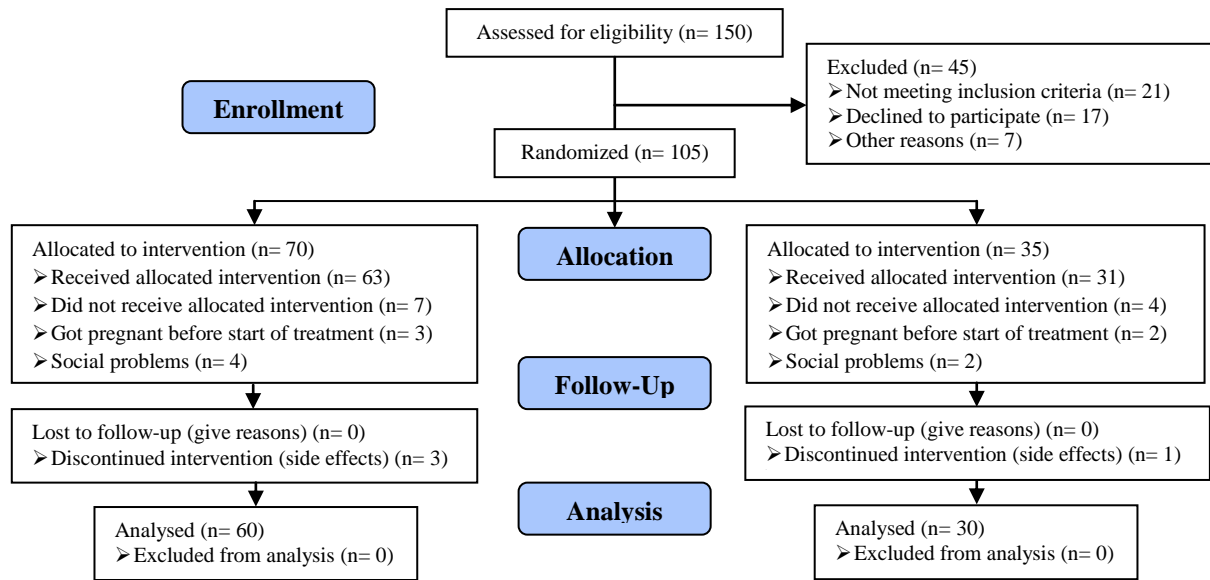 Assessed for eligibility (n= 150)
Excluded (n= 45)
➢Not meeting inclusion criteria (n= 21)
➢Declined to participate (n= 17)
➢Other reasons (n= 7)
Enrollment
Randomized (n= 105)
Allocated to intervention (n= 70)
➢Received allocated intervention (n= 63)
➢Did not receive allocated intervention (n= 7)
➢Got pregnant before start of treatment (n= 3)
➢Social problems (n= 4)
Allocation
Allocated to intervention (n= 35)
➢Received allocated intervention (n= 31)
➢Did not receive allocated intervention (n= 4)
➢Got pregnant before start of treatment (n= 2)
➢Social problems (n= 2)
Follow-Up
Lost to follow-up (give reasons) (n= 0)
➢Discontinued intervention (side effects) (n= 3)
Lost to follow-up (give reasons) (n= 0)
➢Discontinued intervention (side effects) (n= 1)
Analysis
Analysed (n= 60)
➢Excluded from analysis (n= 0)
Analysed (n= 30)
➢Excluded from analysis (n= 0)